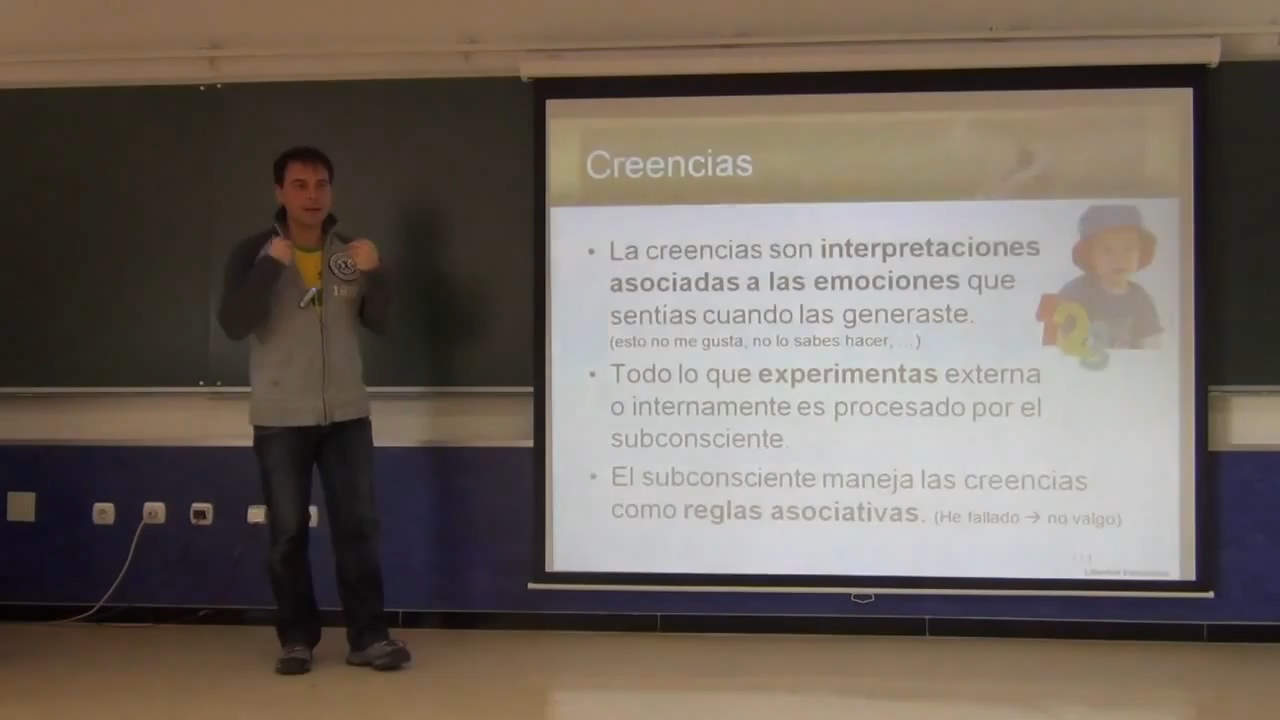 Creencias
• La creencias son interpretaciones
asociadas a las emociones que
sentías cuando las generaste.
(esto no me gusta, no lo sabes hacer, ...)
• Todo lo que experimentas externa
o internamente es procesado por el
subconsciente.
• El subconsciente maneja las creencias
como reglas asociativas. (He fallado → no valgo)